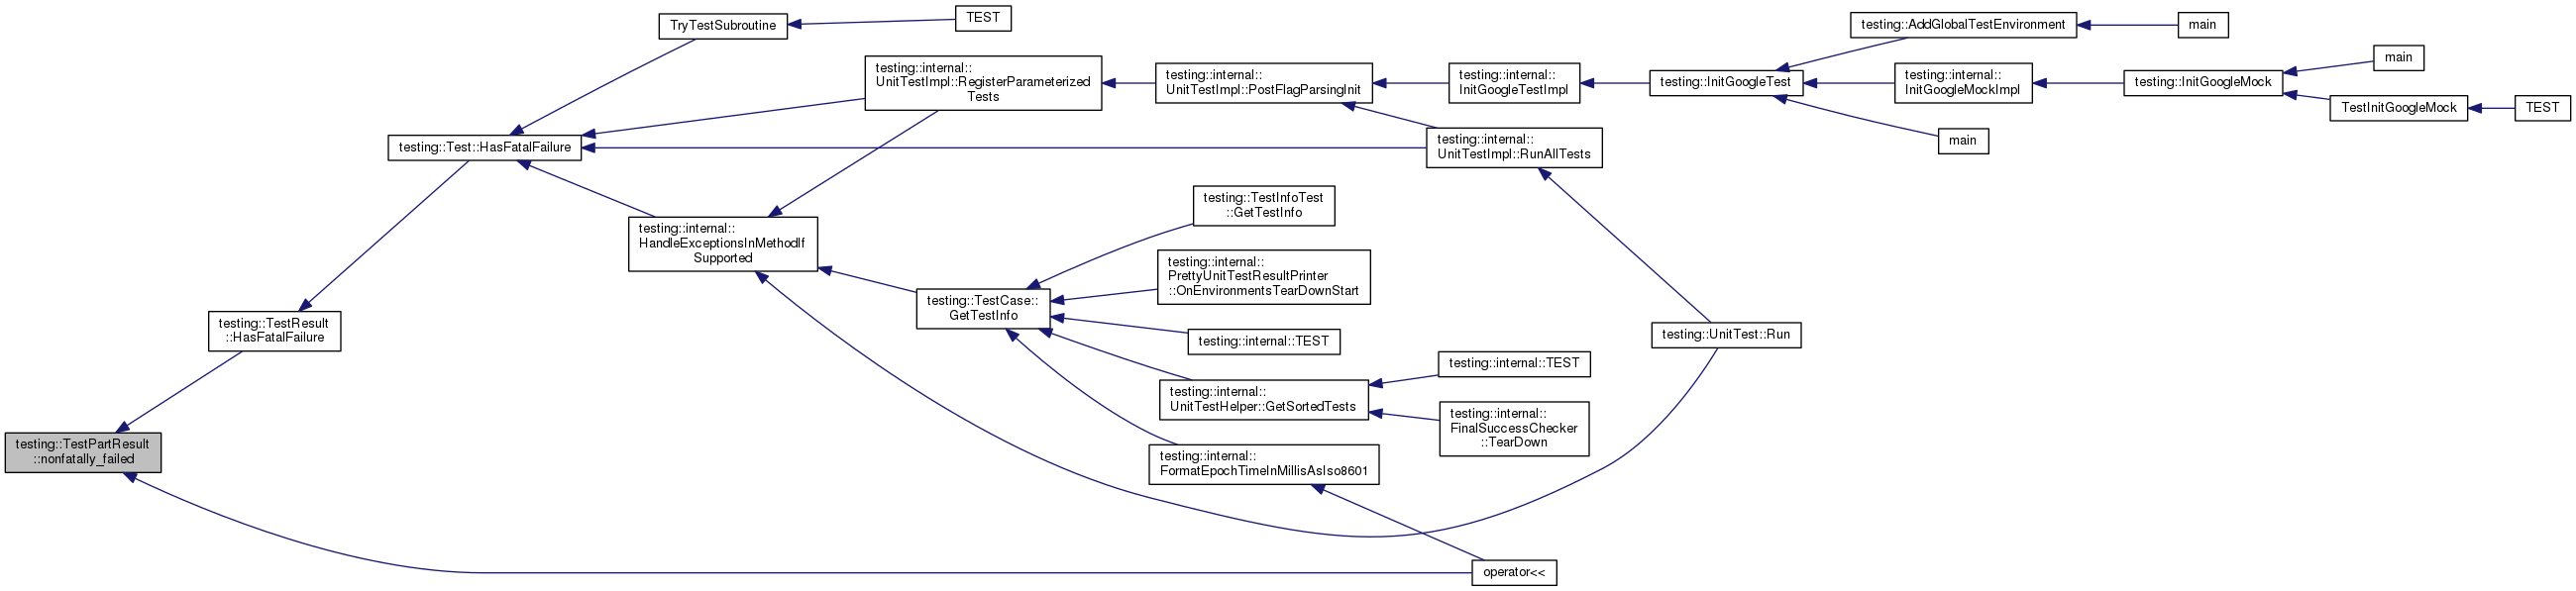 TryTestSubroutine
TEST
testing::AddGlobalTestEnvironment
main
testing::internal::
UnitTestImpl::RegisterParameterized
Tests
testing::internal::
UnitTestImpl::PostFlagParsingInit
testing::internal::
InitGoogleTestImpl
testing::InitGoogleTest
testing::internal::
InitGoogleMockImpl
testing::InitGoogleMock
main
TestInitGoogleMock
TEST
main
testing::Test::HasFatalFailure
testing::internal::
UnitTestImpl::RunAllTests
testing::internal::
HandleExceptionsInMethodIf
Supported
testing::TestInfoTest
::GetTestInfo
testing::internal::
PrettyUnitTestResultPrinter
::OnEnvironmentsTearDownStart
testing::TestCase::
GetTestInfo
testing::internal::TEST
testing::TestResult
::HasFatalFailure
testing::UnitTest::Run
testing::internal::
UnitTestHelper::GetSortedTests
testing::internal::TEST
testing::internal::
FinalSuccessChecker
::TearDown
testing::TestPartResult
::nonfatally_failed
testing::internal::
FormatEpochTimeInMillisAsIso8601
operator<<